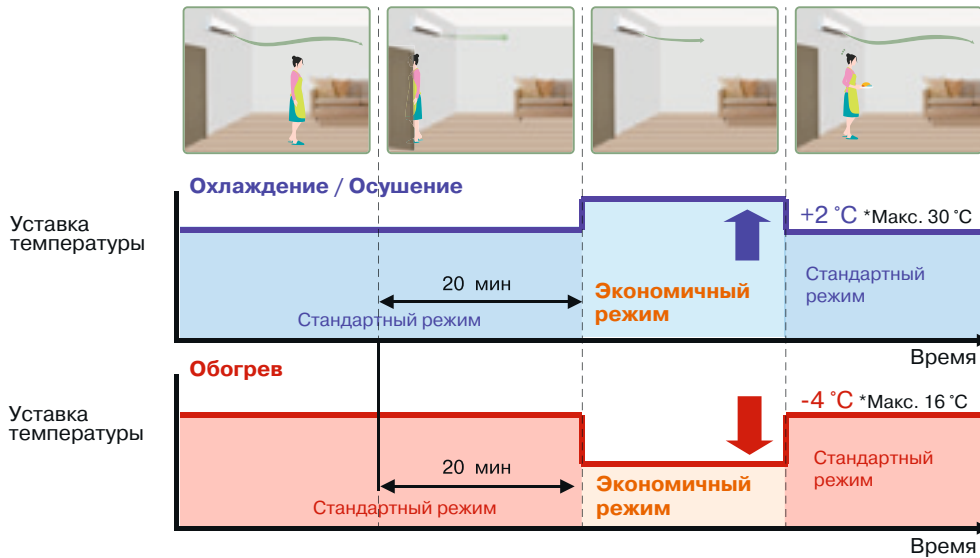 Охлаждение / Осушение
Уставка
температуры
+2 °C *Макс. 30 °C
20 мин
Стандартный режим
Экономичный
режим
Стандартный
режим
Время
Обогрев
Уставка
температуры
-4 °C *Макс. 16 °C
20 мин
Стандартный режим
Экономичный
режим
Стандартный
режим
Время